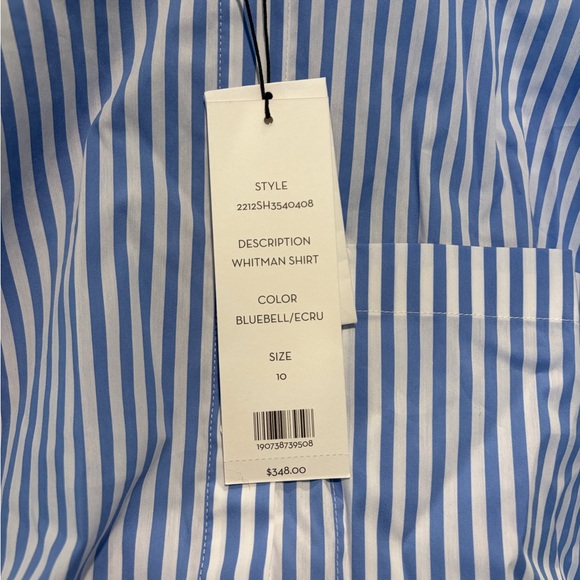 STYLE
2212SH3540408
DESCRIPTION
WHITMAN SHIRT
COLOR
BLUEBELL/ECRU
SIZE
10
190738739508
$348.00